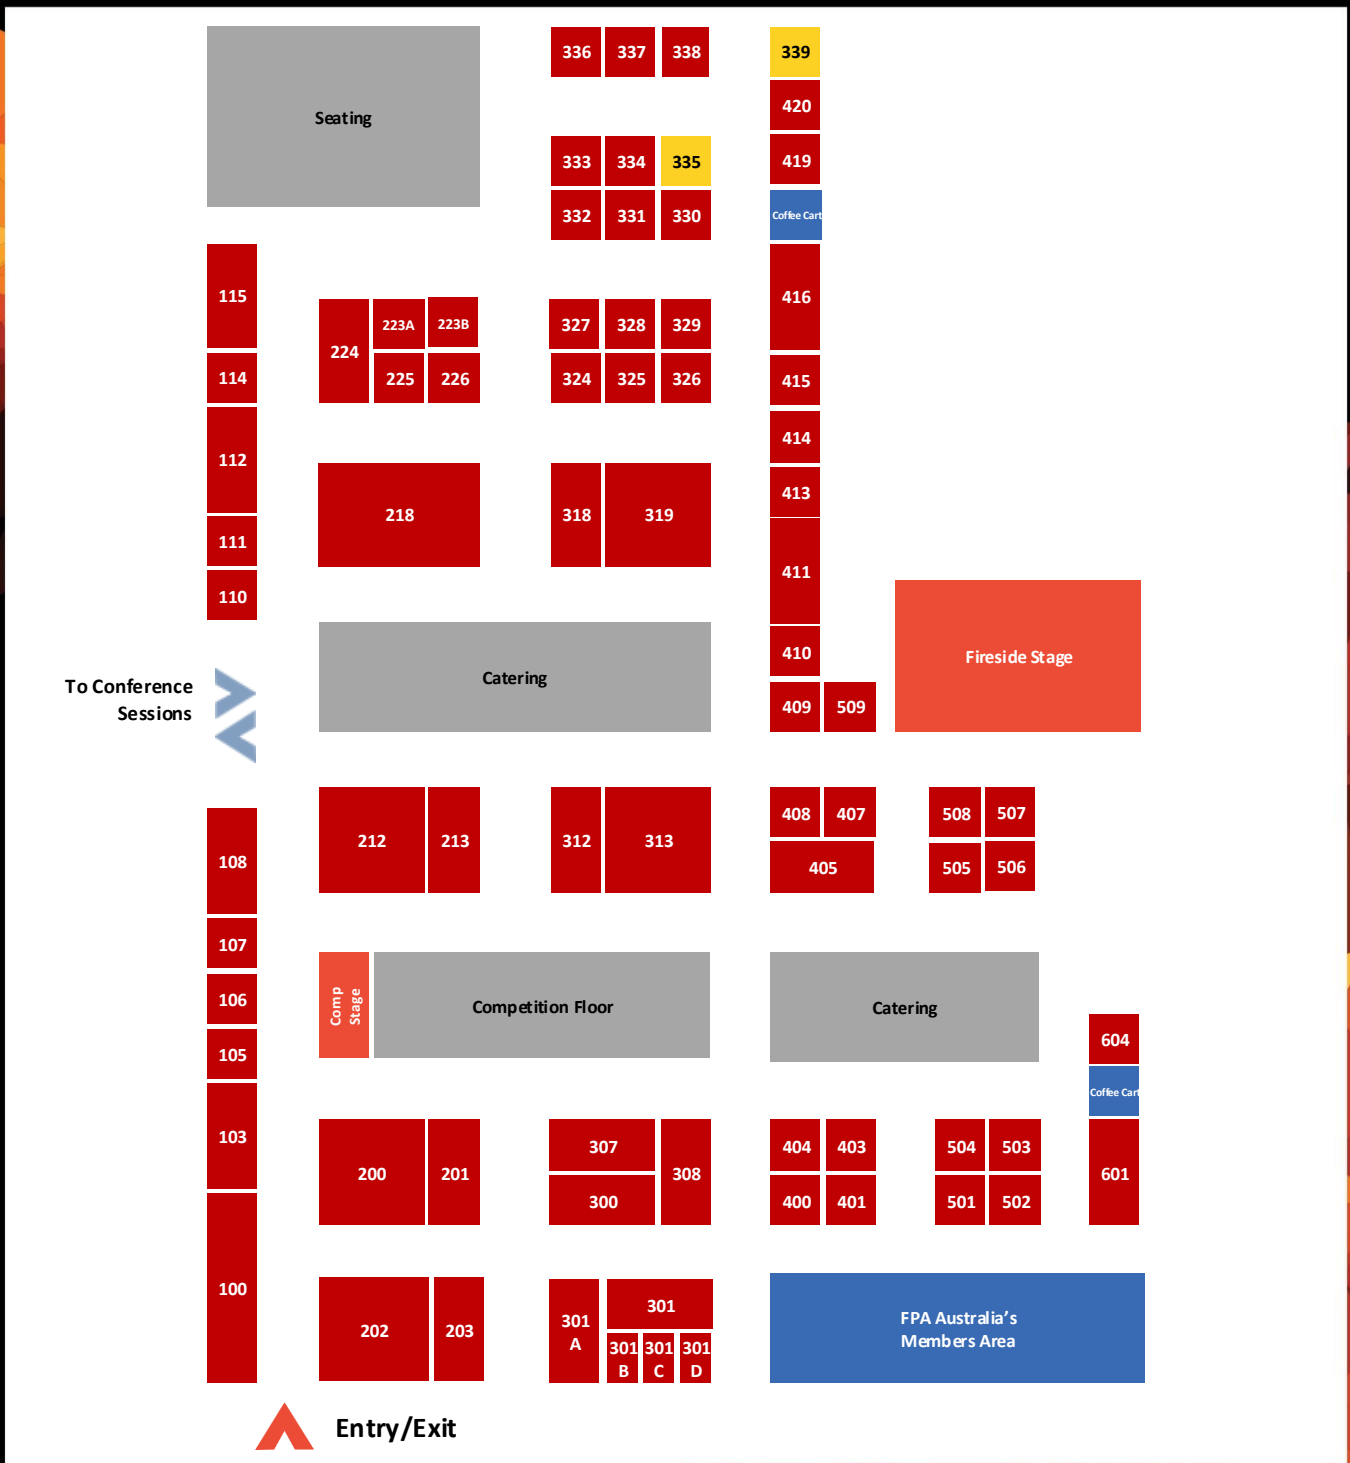 336 337 338 339
420
Seating
419
333 334 335
332 331 330 Coffee Cart
115 416
223A 223B
224
327 328 329
114 225 226 324 325 326 415
414
112
413
218 318 319
111
411
110
410 Fireside Stage
Catering
To Conference
Sessions
409 509
408 407 508 507
212 213 312 313
108 405 505 506
107
106 Comp
Stage
Competition Floor Catering
604
105
Coffee Cart
103 307 404 403 504 503
200 201 308 601
300 400 401 501 502
100
301
301
A
FPA Australia's
Members Area
202 203
301
B
301
C
301
D
Entry/Exit